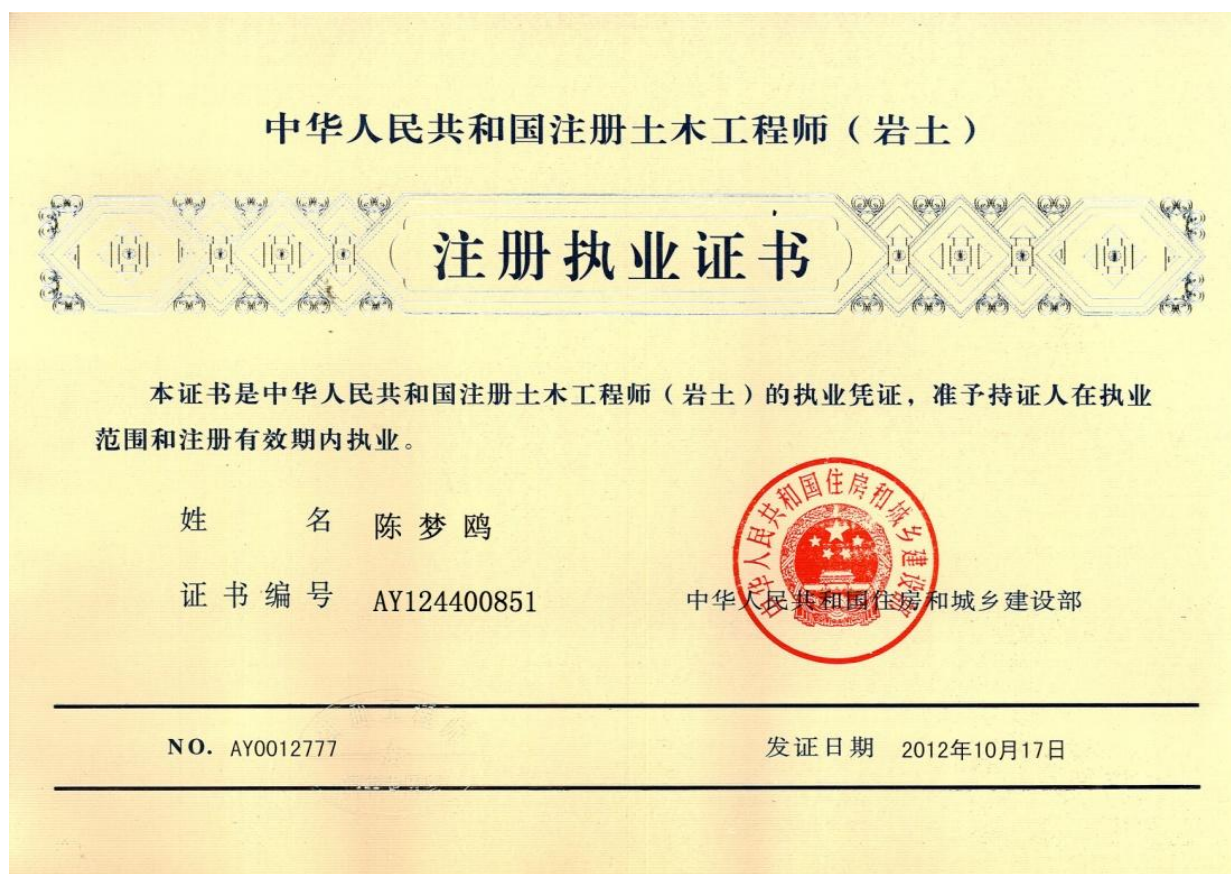 中华人民共和国注册土木工程师（岩土）
注册执业证书
本证书是中华人民共和国注册土木工程师（岩土）的执业凭证，准予持证人在执业
范围和注册有效期内执业。
姓 名 陈梦鸥
证书编号 AY124400851
中华人民共和国住房和城乡建设部
中华人民共和国住房和城乡建设部
NO. AY0012777
发证日期 2012年10月17日